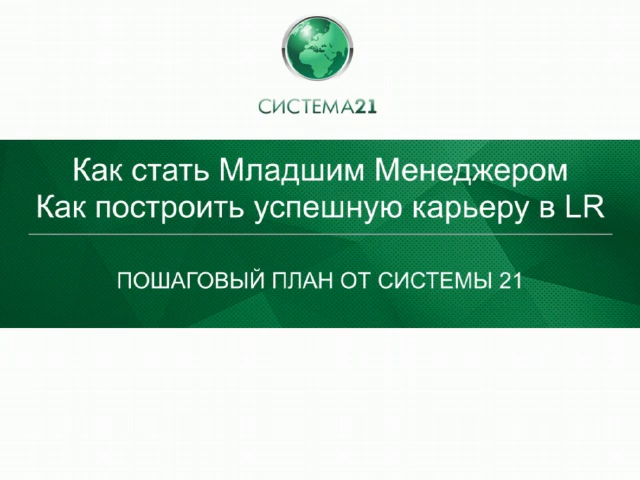 СИСТЕМА21
Как стать Младшим Менеджером
Как построить успешную карьеру в LR
ПОШАГОВЫЙ ПЛАН ОТ СИСТЕМЫ 21